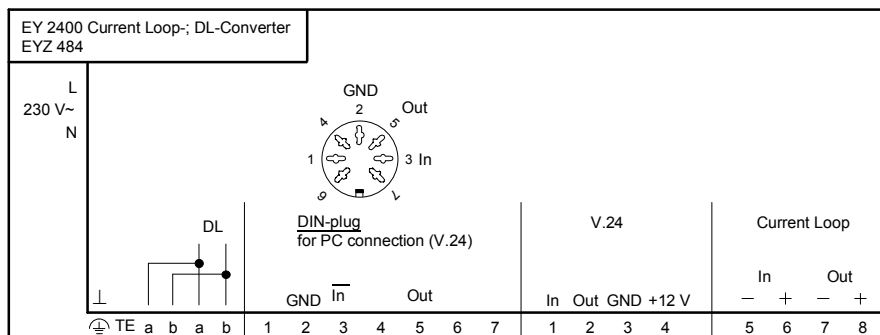 EY 2400 Current Loop-; DL-Converter
EYZ 484
L
230 V~
N
GND
2
Out
4
5
1
3 In
6
7
DL
DIN-plug
for PC connection (V.24)
V.24
Current Loop
In Out
GND In Out
In Out GND +12 V
− + − +
TE a b a b 1 2 3 4 5 6 7 1 2 3 4 5 6 7 8